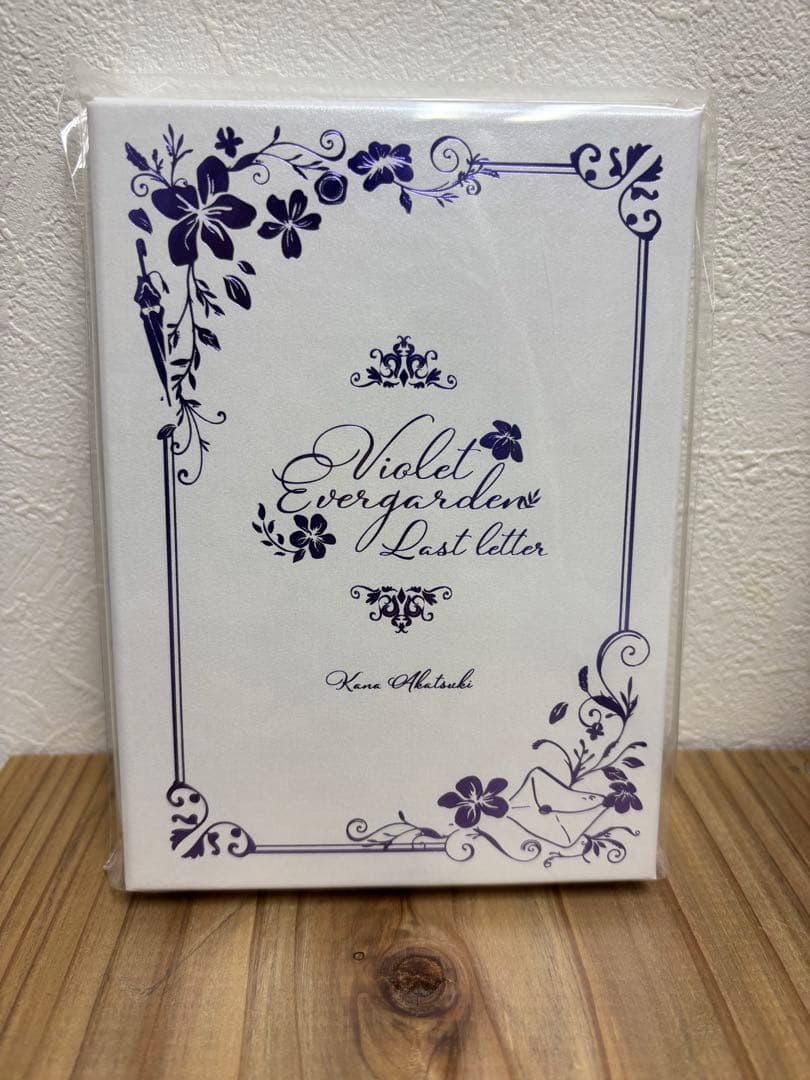 Violet
Evergarden
Last letter
Kana Akatsuki